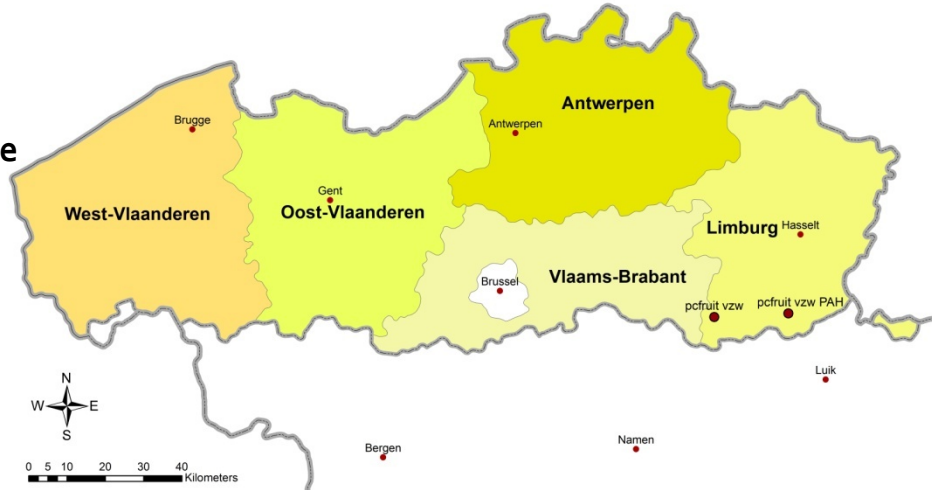 e
Brugge
Antwerpen
Antwerpen
Gent
West-Vlaanderen
Oost-Vlaanderen
Limburg
Hasselt
Brussel
Vlaams-Brabant
pcfruit vzw
pcfruit vzw PAH
Luik
N
W
E
S
Bergen
Namen
0 5 10 20 30 40
Kilometers